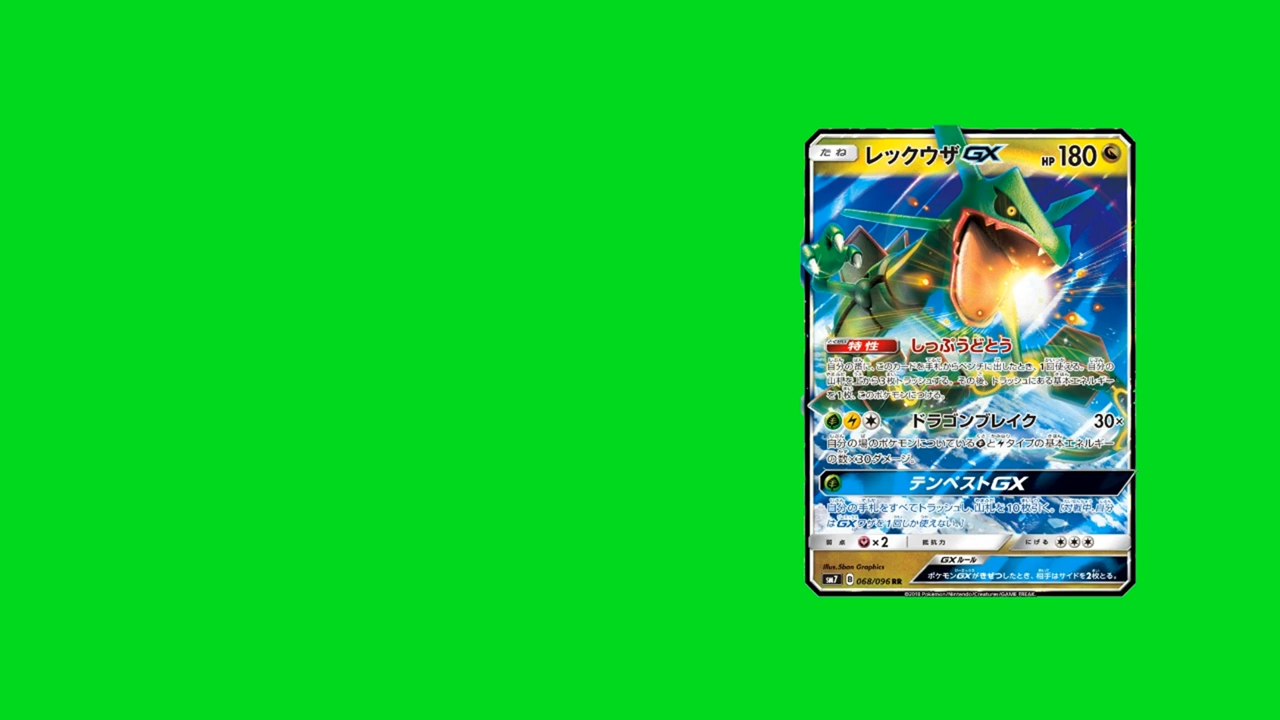 たね レックウザGX HP 180
特性 しっぷうどとう
自分の番に、このカードを手札からベンチに出したとき、1回使える。自分の
山札を上から3枚トラッシュする。その後、トラッシュにある基本エネルギー
を1枚、このポケモンにつける。
ドラゴンブレイク 30×
自分の場のポケモンについている と タイプの基本エネルギー
の数×30ダメージ。
テンペストGX
自分の手札をすべてトラッシュし、山札を10枚引く。[対戦中、自分
はGXワザを1回しか使えない。]
弱点 ×2 抵抗力 にげる
GXルール
Illus.5ban Graphics
ポケモンGXがきぜつしたとき、相手はサイドを2枚とる。
SM7 D 068/096 RR
©2018 Pokémon/Nintendo/Creatures/GAME FREAK.